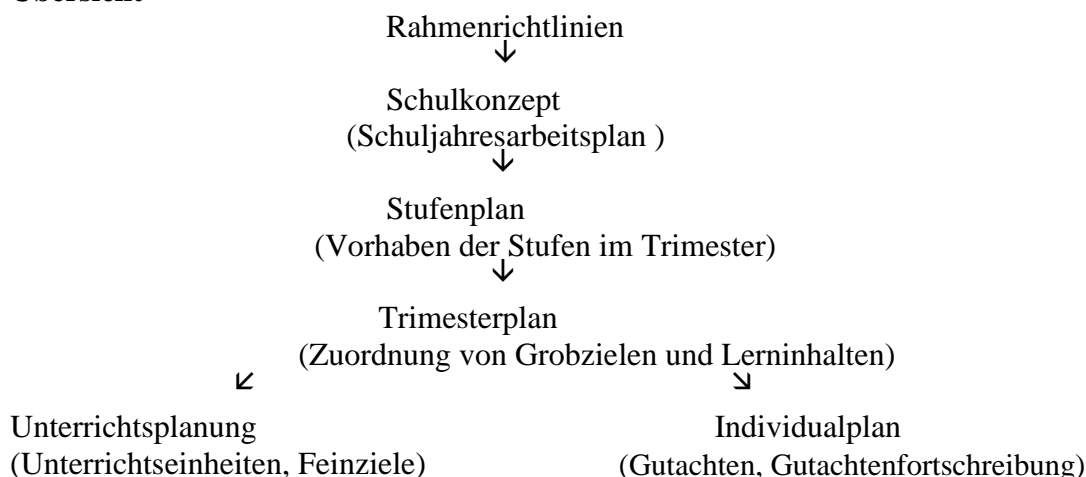 Rahmenrichtlinien
↓
Schulkonzept
(Schuljahresarbeitsplan )
↓
Stufenplan
(Vorhaben der Stufen im Trimester)
↓
Trimesterplan
(Zuordnung von Grobzielen und Lerninhalten)
↙ ↘
Unterrichtsplanung Individualplan
(Unterrichtseinheiten, Feinziele) (Gutachten, Gutachtenfortschreibung)